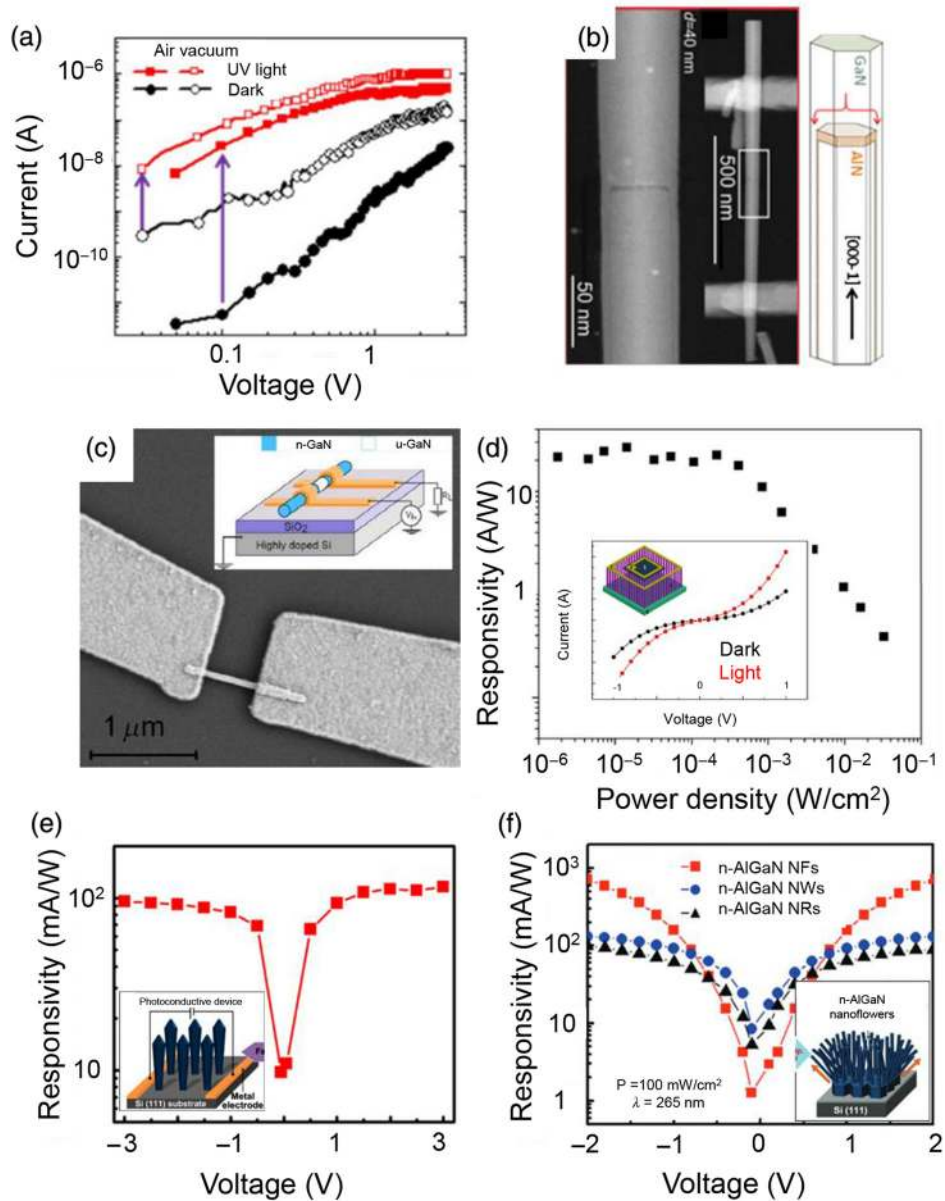 (a)
Air vacuum
UV light
Dark
10⁻⁶
10⁻⁸
10⁻¹⁰
Current (A)
0.1
1
Voltage (V)
(b)
d=40 nm
500 nm
50 nm
GaN
AlN
[000-1]
(c)
n-GaN
u-GaN
SiO₂
Highly doped Si
1 μm
(d)
Responsivity (A/W)
10
1
Current (A)
Dark
Light
-1
0
1
Voltage (V)
10⁻⁶
10⁻⁵
10⁻⁴
10⁻³
10⁻²
10⁻¹
Power density (W/cm²)
(e)
Responsivity (mA/W)
10²
10
Photoconductive device
Metal
electrode
Si (111) substrate
−3
−2
−1
0
1
2
3
Voltage (V)
(f)
Responsivity (mA/W)
10³
10²
10
1
n-AlGaN NFs
n-AlGaN NWs
n-AlGaN NRs
P =100 mW/cm²
λ = 265 nm
n-AlGaN
nanoflowers
Si (111)
−2
−1
0
1
2
Voltage (V)